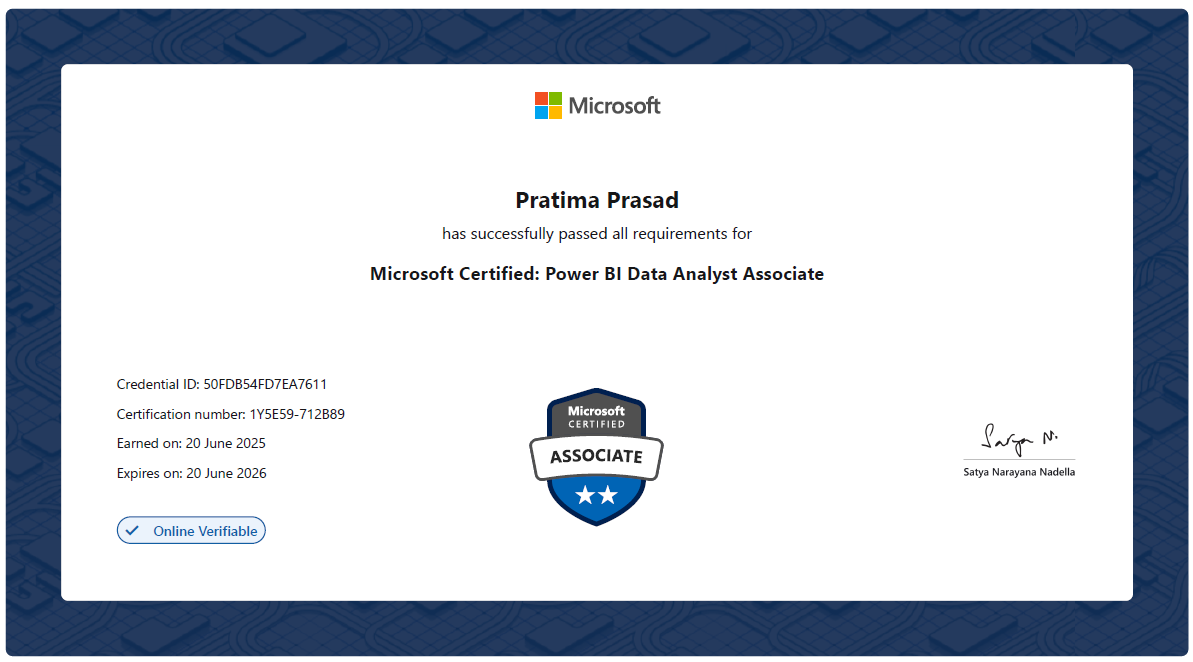 Microsoft
Pratima Prasad
has successfully passed all requirements for
Microsoft Certified: Power BI Data Analyst Associate
Credential ID: 50FDB54FD7EA7611
Certification number: 1Y5E59-712B89
Earned on: 20 June 2025
Expires on: 20 June 2026
Online Verifiable
Microsoft
CERTIFIED
ASSOCIATE
Satya N.
Satya Narayana Nadella